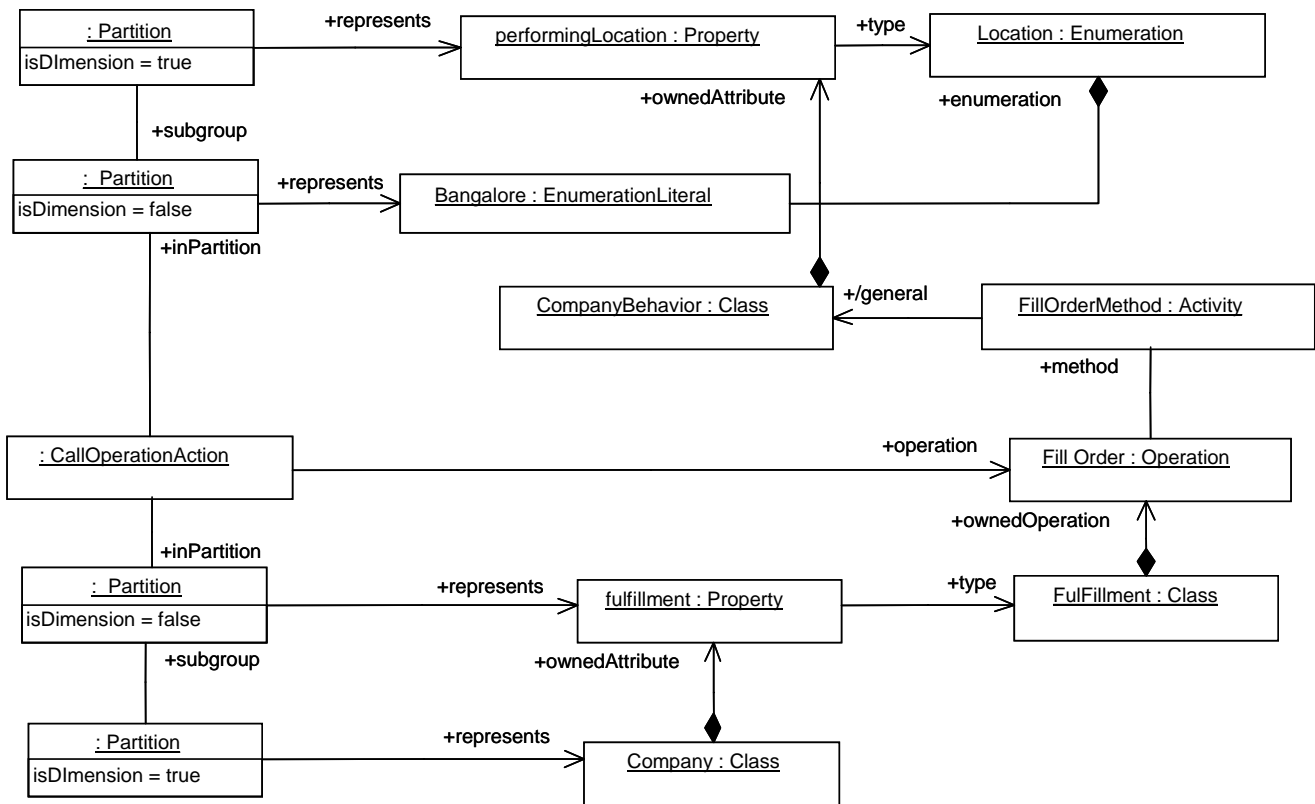 +represents
+type
: Partition
performingLocation : Property
Location : Enumeration
isDImension = true
+ownedAttribute
+enumeration
+subgroup
: Partition
+represents
Bangalore : EnumerationLiteral
isDimension = false
+inPartition
CompanyBehavior : Class
+/general
FillOrderMethod : Activity
+method
: CallOperationAction
+operation
Fill Order : Operation
+ownedOperation
+inPartition
: Partition
+represents
fulfillment : Property
+type
FulFillment : Class
isDimension = false
+subgroup
+ownedAttribute
: Partition
+represents
Company : Class
isDImension = true